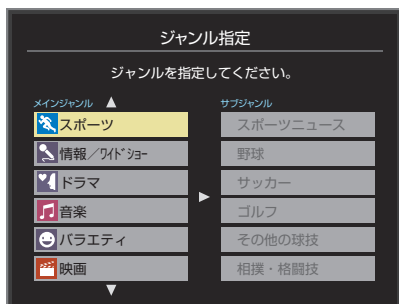 ジャンル指定
ジャンルを指定してください。
メインジャンル
スポーツ
情報／ワイドショー
ドラマ
音楽
バラエティ
映画
サブジャンル
スポーツニュース
野球
サッカー
ゴルフ
その他の球技
相撲・格闘技